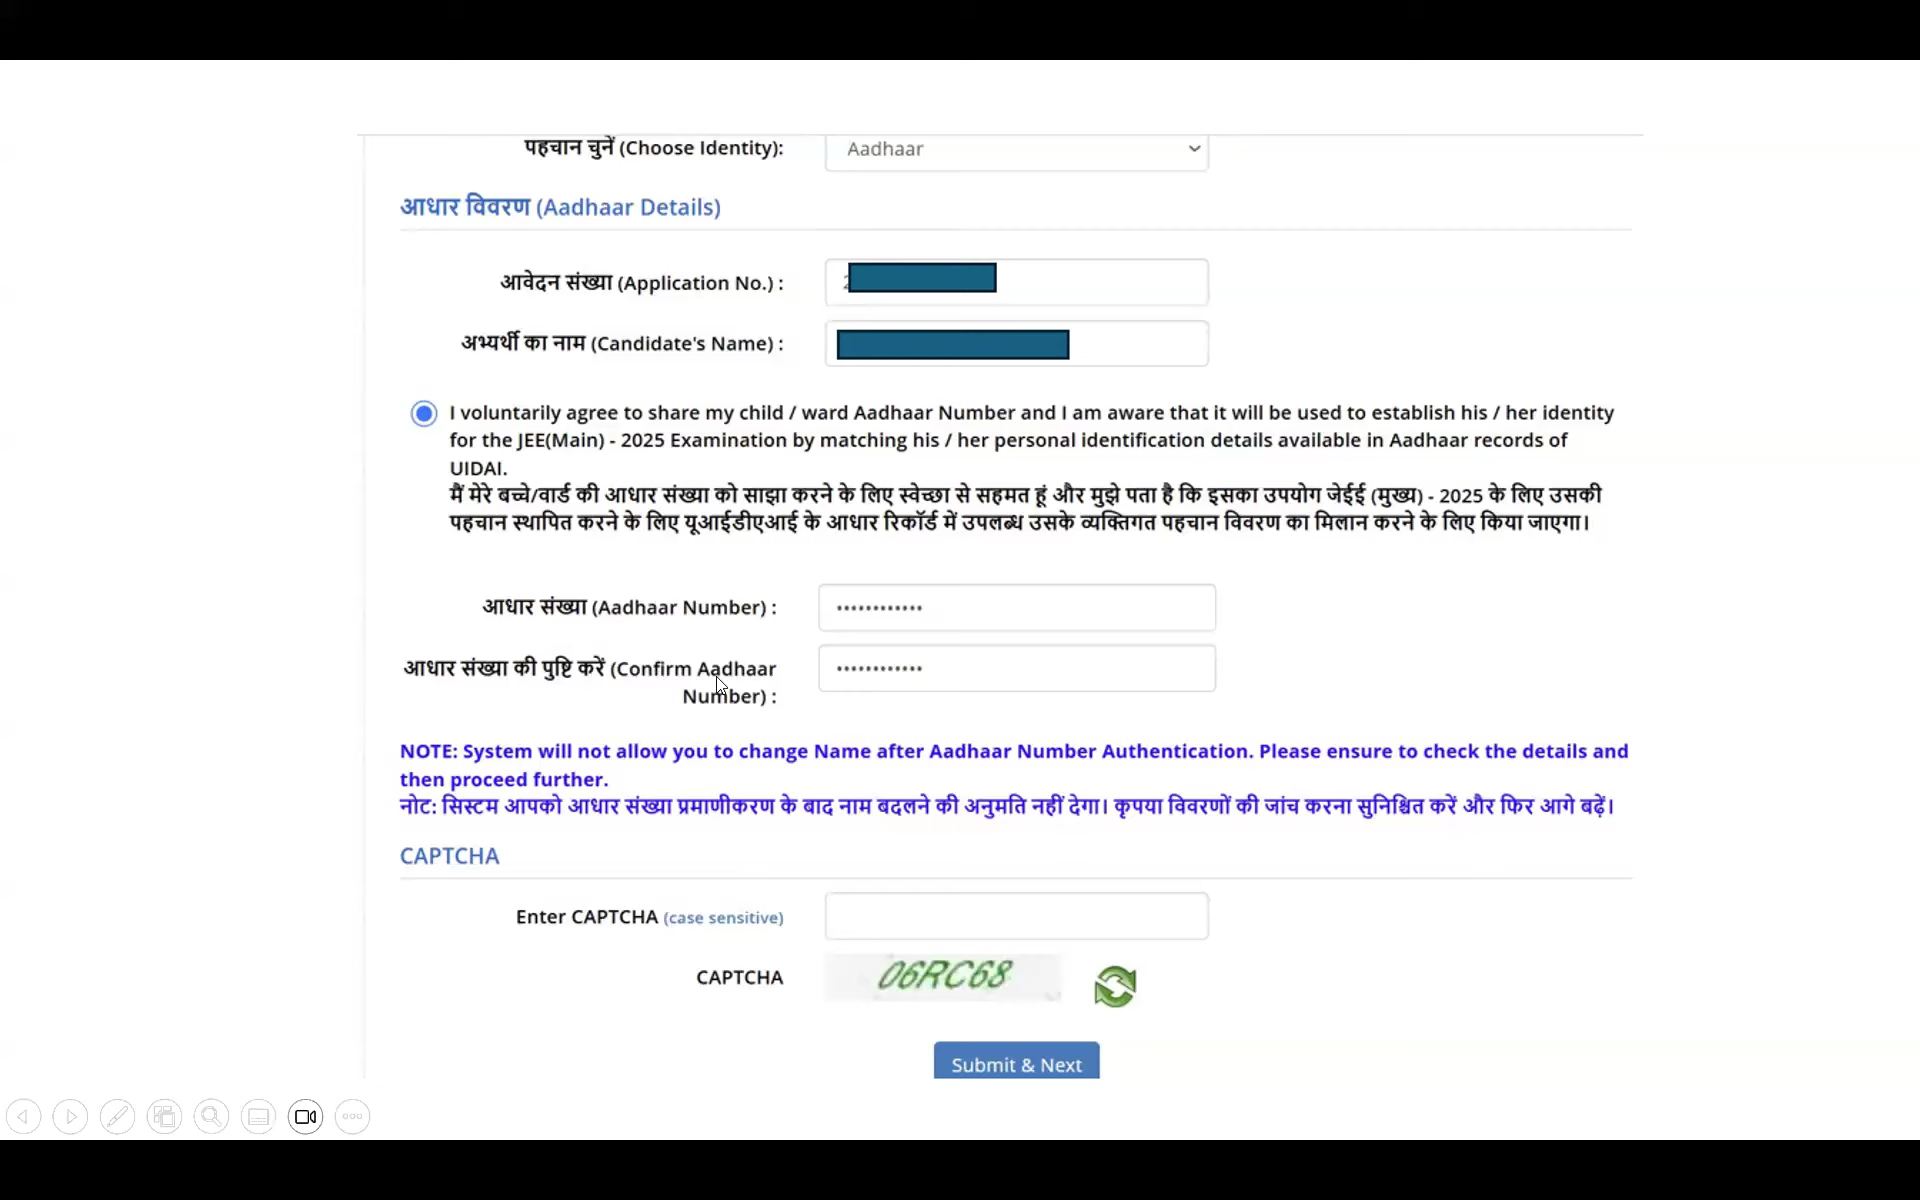 पहचान चुनें (Choose Identity):
Aadhaar
आधार विवरण (Aadhaar Details)
आवेदन संख्या (Application No.) :
अभ्यर्थी का नाम (Candidate's Name) :
I voluntarily agree to share my child / ward Aadhaar Number and I am aware that it will be used to establish his / her identity
for the JEE(Main) - 2025 Examination by matching his / her personal identification details available in Aadhaar records of
UIDAI.
मैं मेरे बच्चे/वार्ड की आधार संख्या को साझा करने के लिए स्वेच्छा से सहमत हूं और मुझे पता है कि इसका उपयोग जेईई (मुख्य) - 2025 के लिए उसकी
पहचान स्थापित करने के लिए यूआईडीएआई के आधार रिकॉर्ड में उपलब्ध उसके व्यक्तिगत पहचान विवरण का मिलान करने के लिए किया जाएगा।
आधार संख्या (Aadhaar Number) :
••••••••••••
आधार संख्या की पुष्टि करें (Confirm Aadhaar
Number) :
••••••••••••
NOTE: System will not allow you to change Name after Aadhaar Number Authentication. Please ensure to check the details and
then proceed further.
नोट: सिस्टम आपको आधार संख्या प्रमाणीकरण के बाद नाम बदलने की अनुमति नहीं देगा। कृपया विवरणों की जांच करना सुनिश्चित करें और फिर आगे बढ़ें।
CAPTCHA
Enter CAPTCHA (case sensitive)
CAPTCHA
06RC68
Submit & Next